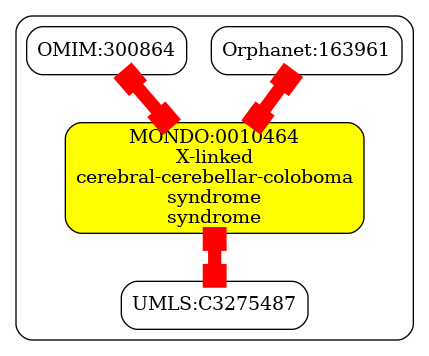 OMIM:300864
Orphanet:163961
MONDO:0010464
X-linked
cerebral-cerebellar-coloboma
syndrome
syndrome
UMLS:C3275487